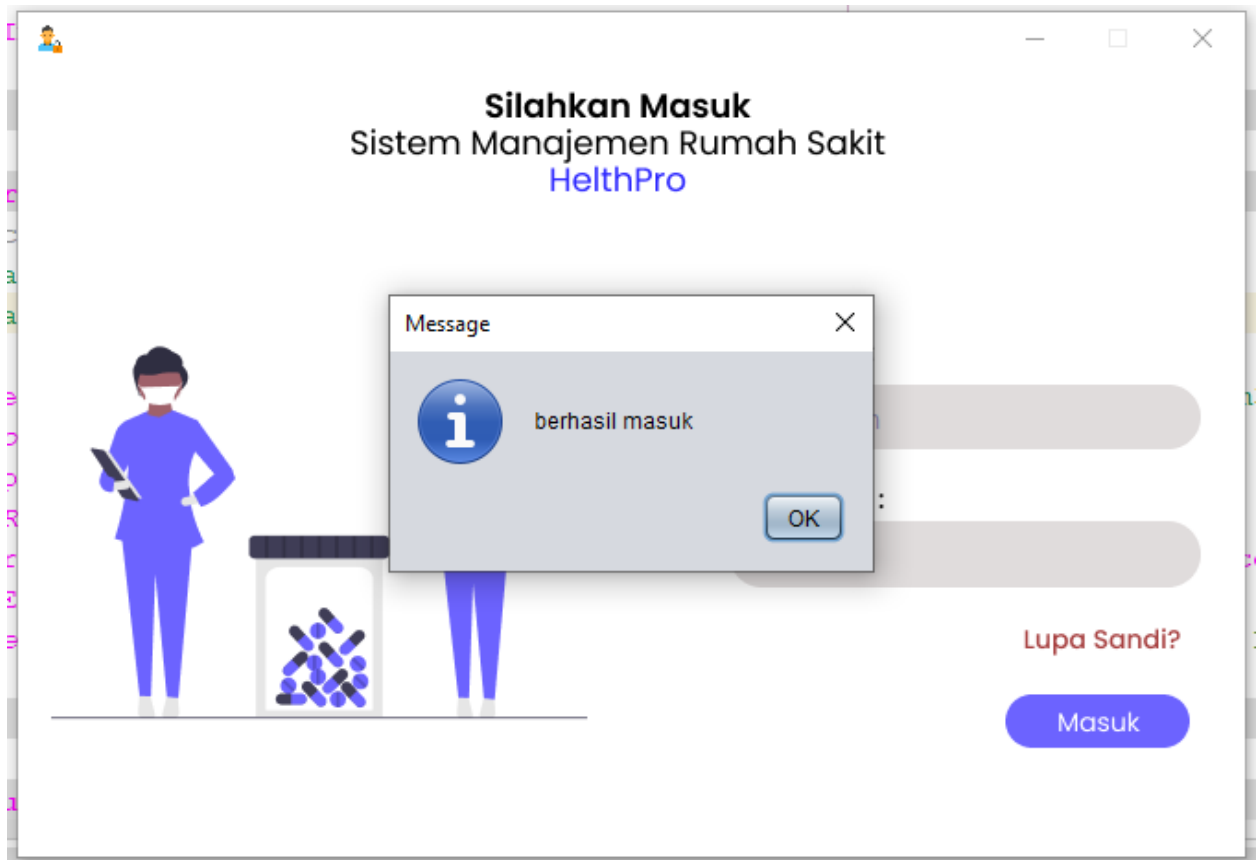 Silahkan Masuk
Sistem Manajemen Rumah Sakit
HelthPro
Message
berhasil masuk
OK
:
Lupa Sandi?
Masuk